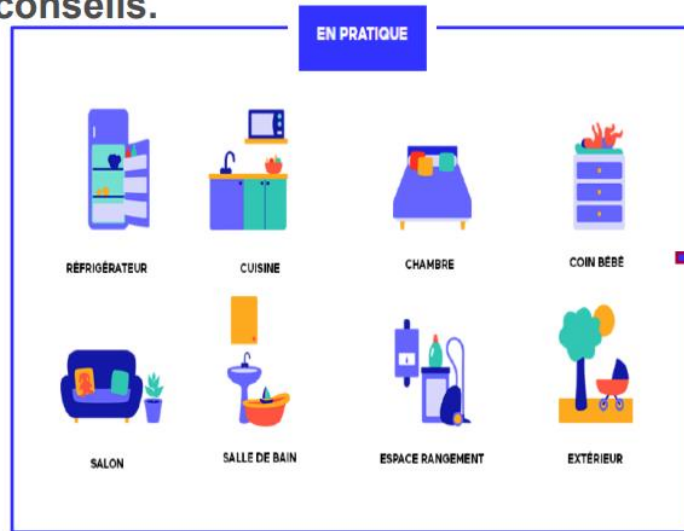 conseils.
EN PRATIQUE
RÉFRIGÉRATEUR
CUISINE
CHAMBRE
COIN BÉBÉ
SALON
SALLE DE BAIN
ESPACE RANGEMENT
EXTÉRIEUR